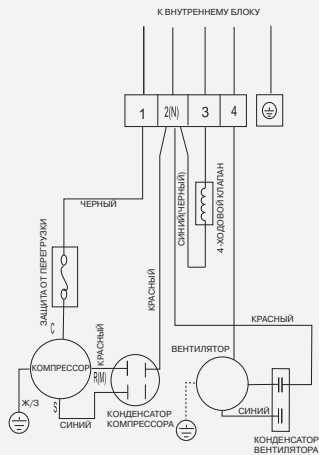 К ВНУТРЕННЕМУ БЛОКУ
1 2(N) 3 4
ЧЕРНЫЙ
ЗАЩИТА ОТ ПЕРЕГРУЗКИ
КРАСНЫЙ
СИНИЙ(ЧЕРНЫЙ)
4-ХОДОВОЙ КЛАПАН
КРАСНЫЙ
C
КРАСНЫЙ
ВЕНТИЛЯТОР
КОМПРЕССОР
R(M)
Ж/З
S
СИНИЙ
КОНДЕНСАТОР
КОМПРЕССОРА
СИНИЙ
КОНДЕНСАТОР
ВЕНТИЛЯТОРА